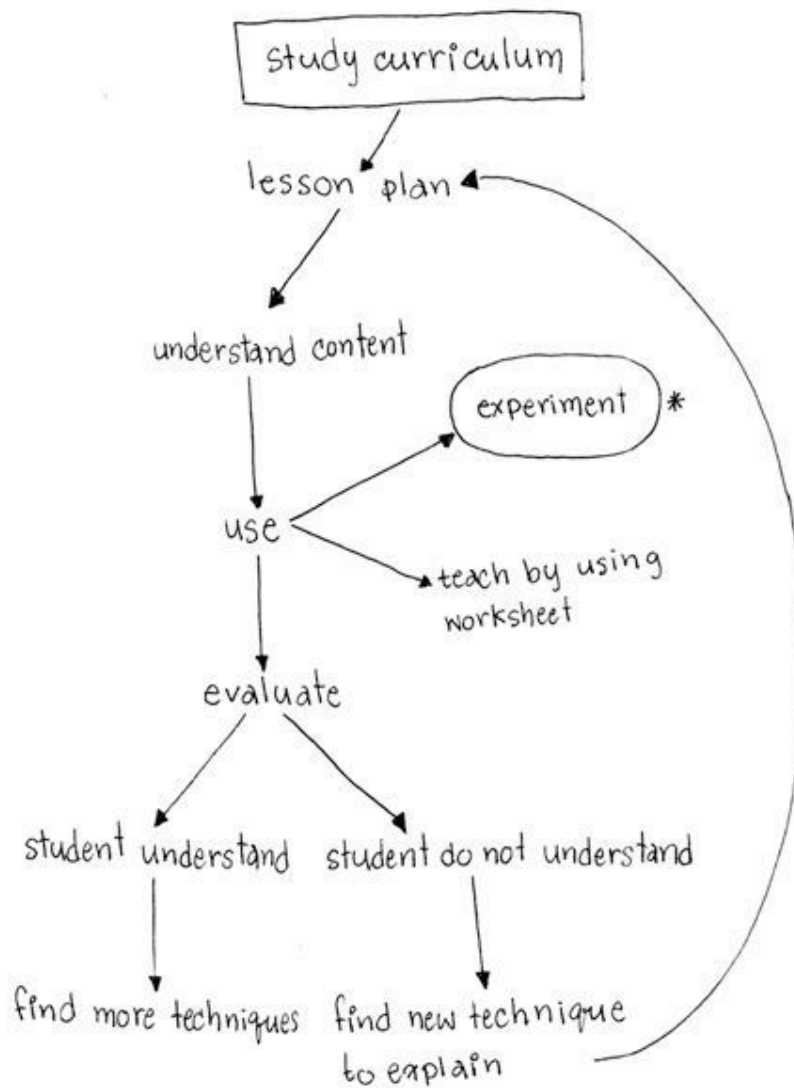 study curriculum
lesson plan
understand content
experiment *
use
teach by using
worksheet
evaluate
student understand
student do not understand
find more techniques
find new technique
to explain